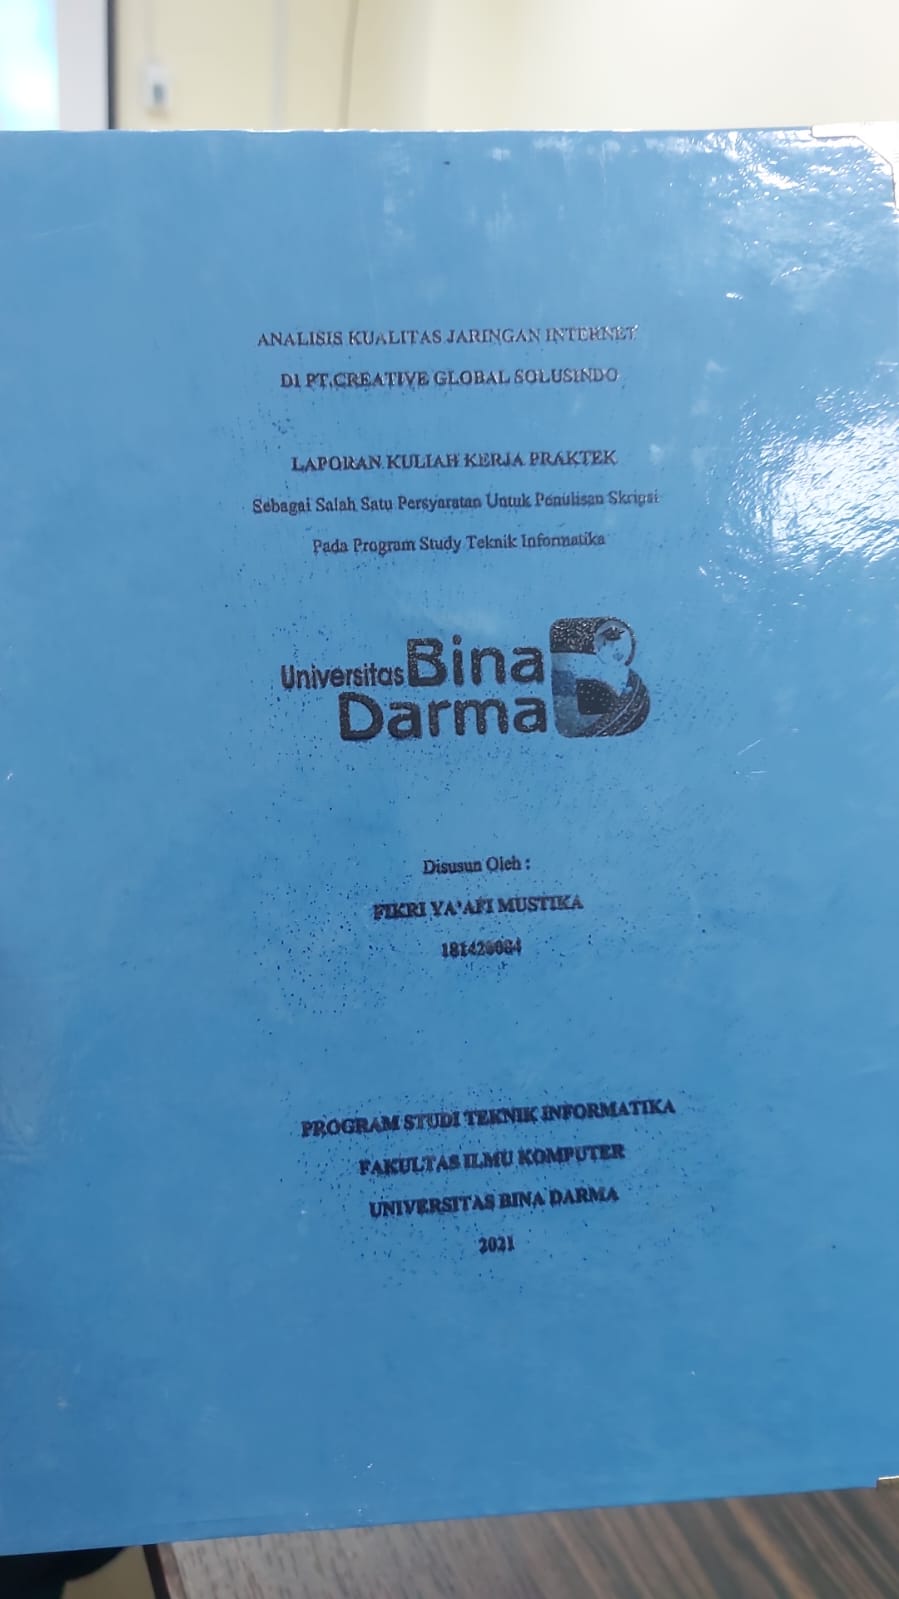 ANALISIS KUALITAS JARINGAN INTERNET
DI PT.CREATIVE GLOBAL SOLUSINDO
LAPORAN KULIAH KERJA PRAKTEK
Sebagai Salah Satu Persyaratan Untuk Penulisan Skripsi
Pada Program Study Teknik Informatika
Universitas Bina
Darma
Disusun Oleh :
FIKRI YA'AFI MUSTIKA
181420084
PROGRAM STUDI TEKNIK INFORMATIKA
FAKULTAS ILMU KOMPUTER
UNIVERSITAS BINA DARMA
2021